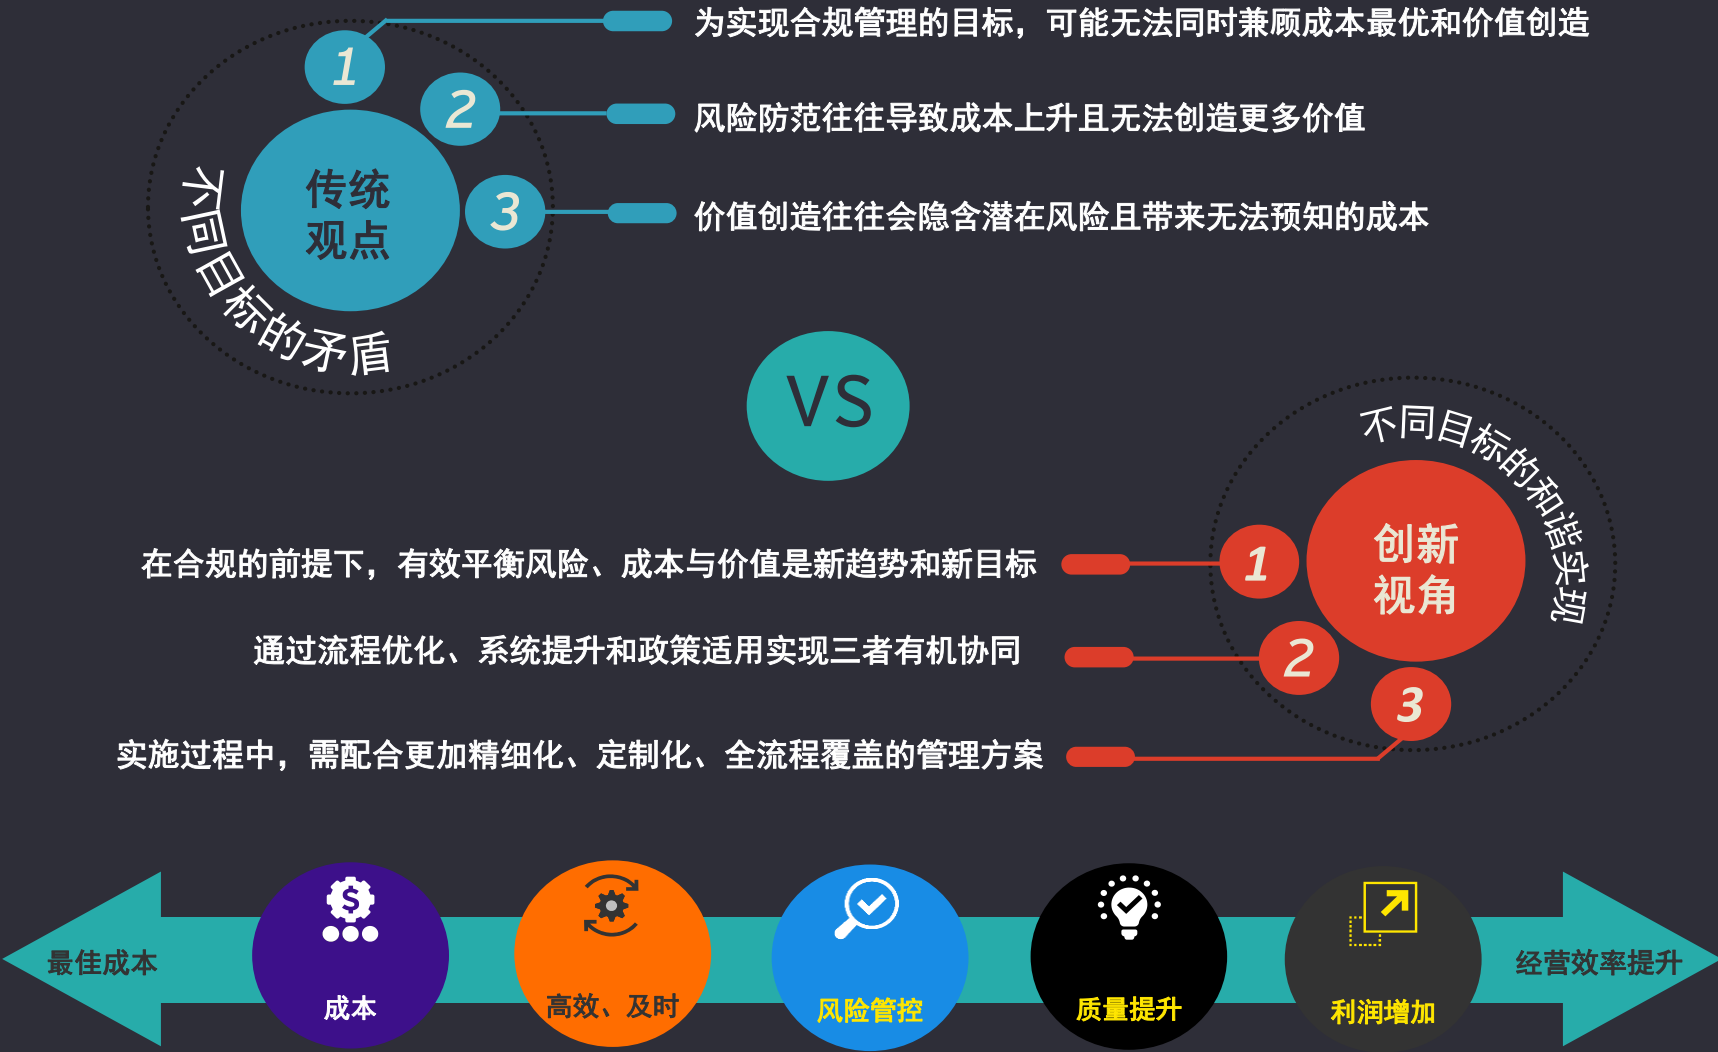 1
为实现合规管理的目标，可能无法同时兼顾成本最优和价值创造
2
风险防范往往导致成本上升且无法创造更多价值
传统
观点
3
价值创造往往会隐含潜在风险且带来无法预知的成本
不同目标的矛盾
VS
不同目标的和谐实现
创新
视角
在合规的前提下，有效平衡风险、成本与价值是新趋势和新目标
1
通过流程优化、系统提升和政策适用实现三者有机协同
2
实施过程中，需配合更加精细化、定制化、全流程覆盖的管理方案
3
最佳成本
$
成本
高效、及时
风险管控
质量提升
利润增加
经营效率提升